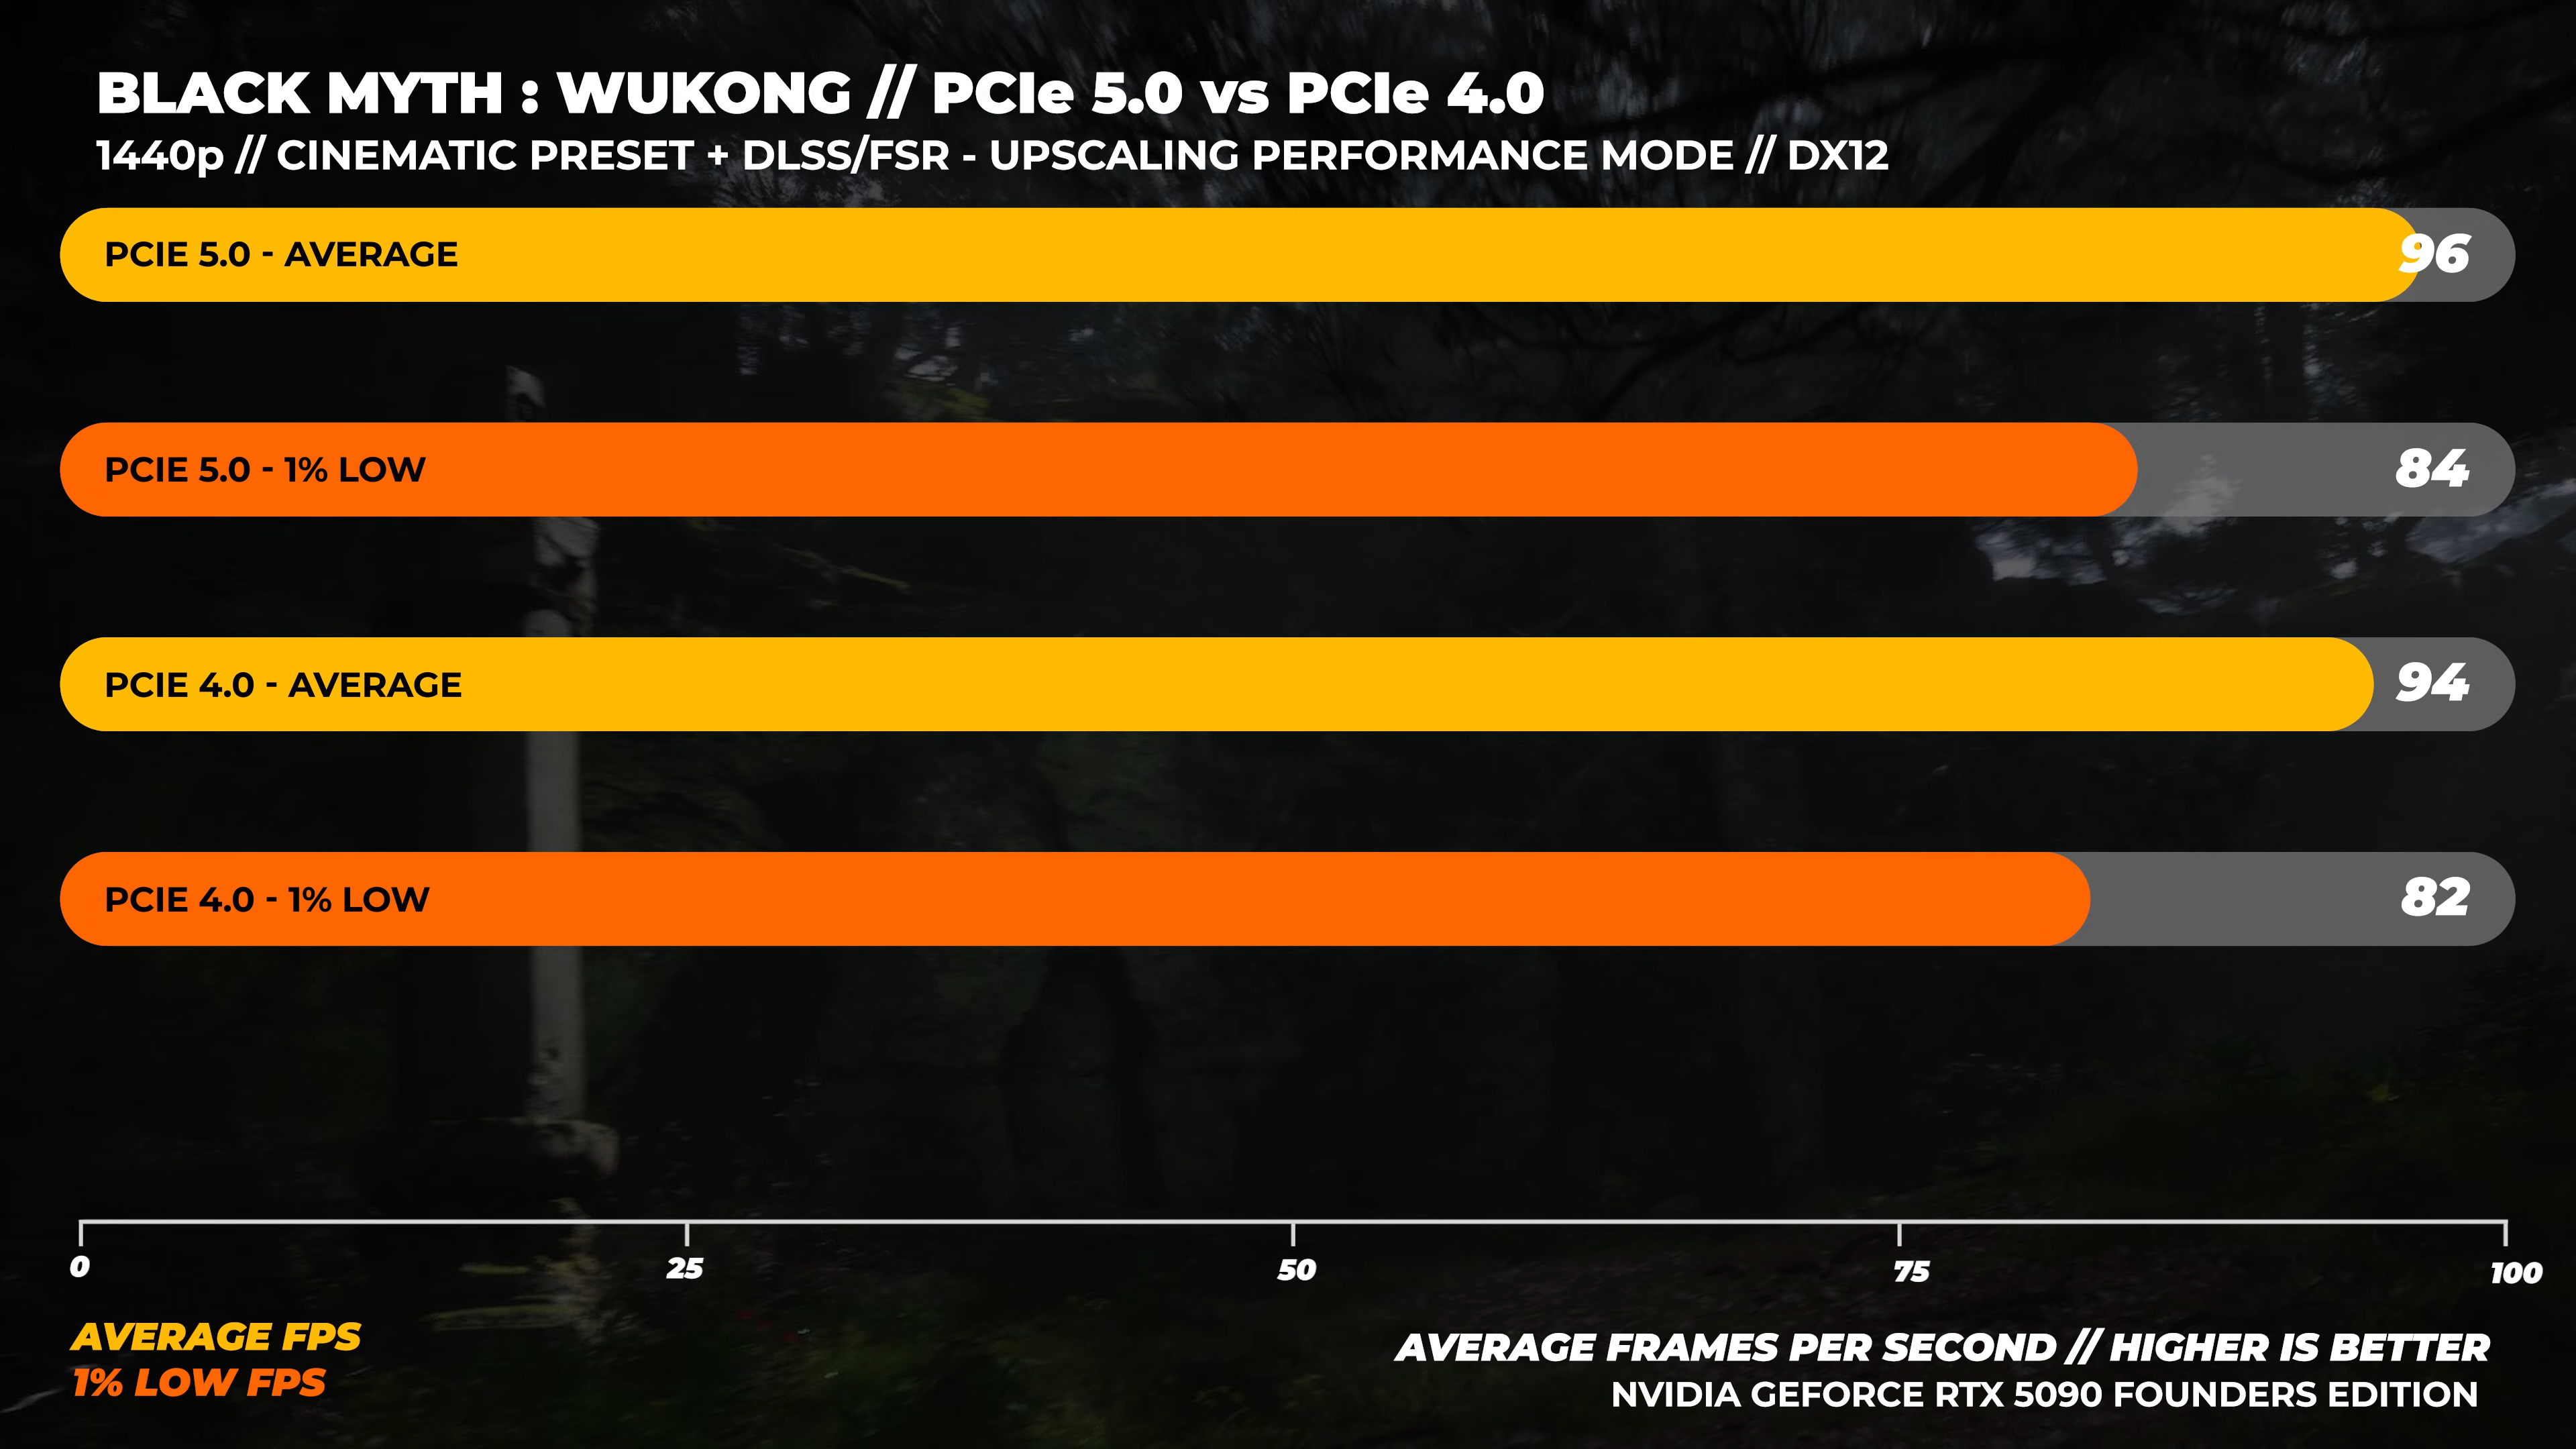 BLACK MYTH : WUKONG // PCIe 5.0 vs PCIe 4.0
1440p // CINEMATIC PRESET + DLSS/FSR - UPSCALING PERFORMANCE MODE // DX12
PCIE 5.0 - AVERAGE 96
PCIE 5.0 - 1% LOW 84
PCIE 4.0 - AVERAGE 94
PCIE 4.0 - 1% LOW 82
0 25 50 75 100
AVERAGE FPS
1% LOW FPS
AVERAGE FRAMES PER SECOND // HIGHER IS BETTER
NVIDIA GEFORCE RTX 5090 FOUNDERS EDITION